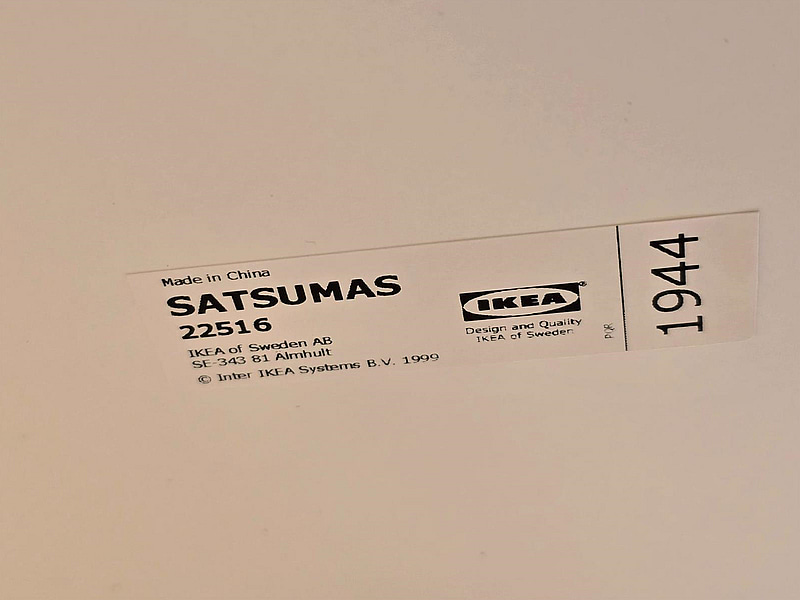 Made in China
SATSUMAS
22516
IKEA of Sweden AB
SE-343 81 Älmhult
© Inter IKEA Systems B.V. 1999
IKEA®
Design and Quality
IKEA of Sweden
1944